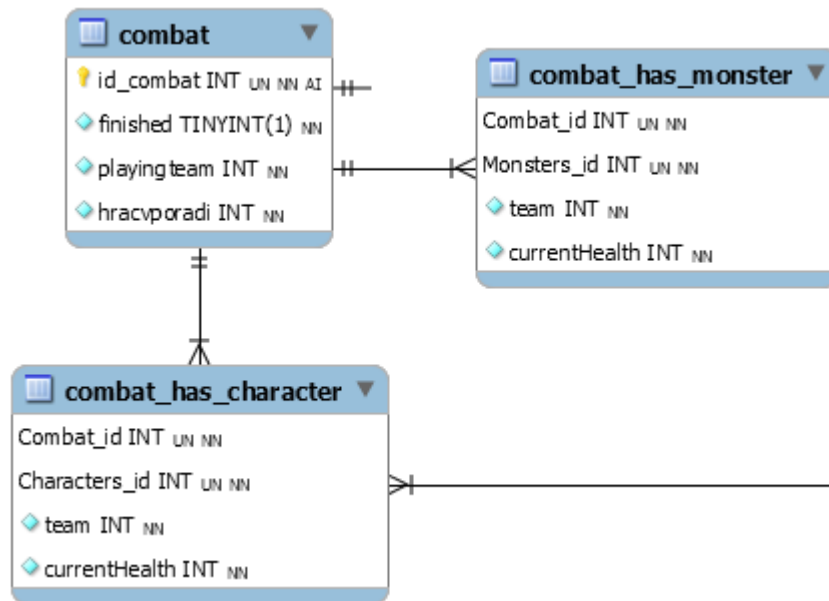 combat
id_combat INT UN NN AI
finished TINYINT(1) NN
playingteam INT NN
hracvporadi INT NN
combat_has_monster
Combat_id INT UN NN
Monsters_id INT UN NN
team INT NN
currentHealth INT NN
combat_has_character
Combat_id INT UN NN
Characters_id INT UN NN
team INT NN
currentHealth INT NN